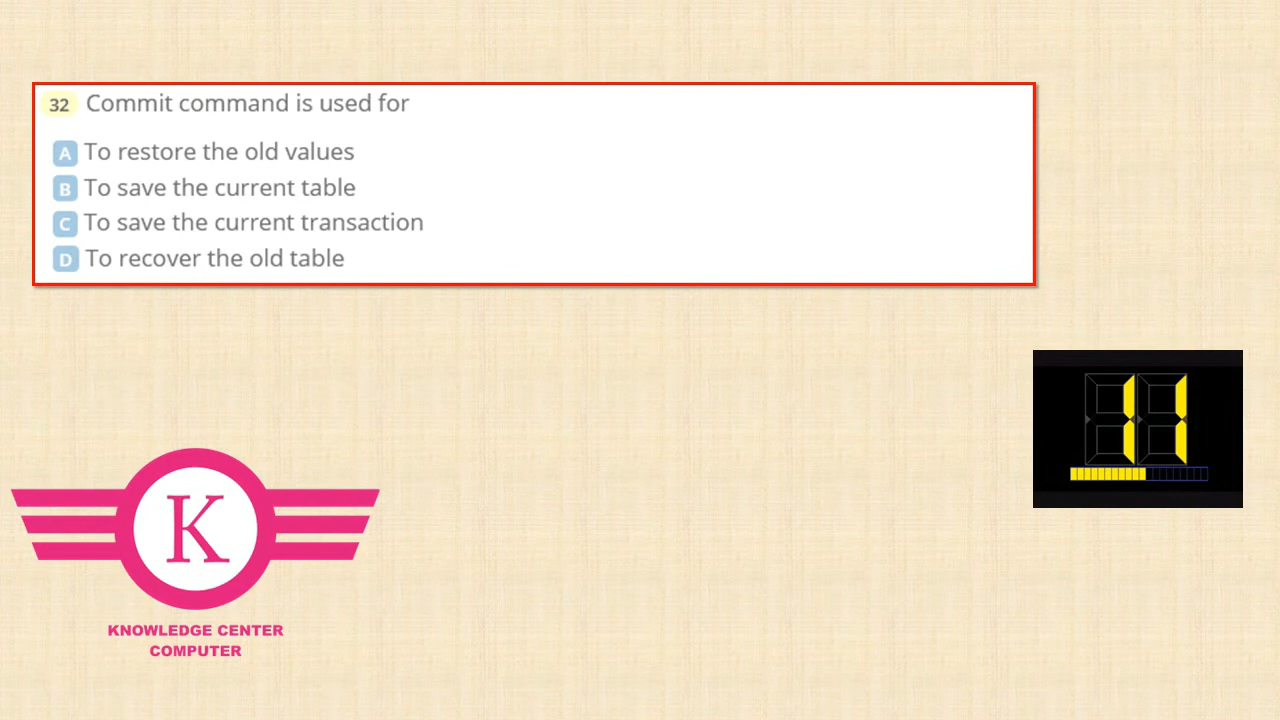 32 Commit command is used for
A To restore the old values
B To save the current table
C To save the current transaction
D To recover the old table
11
K
KNOWLEDGE CENTER
COMPUTER